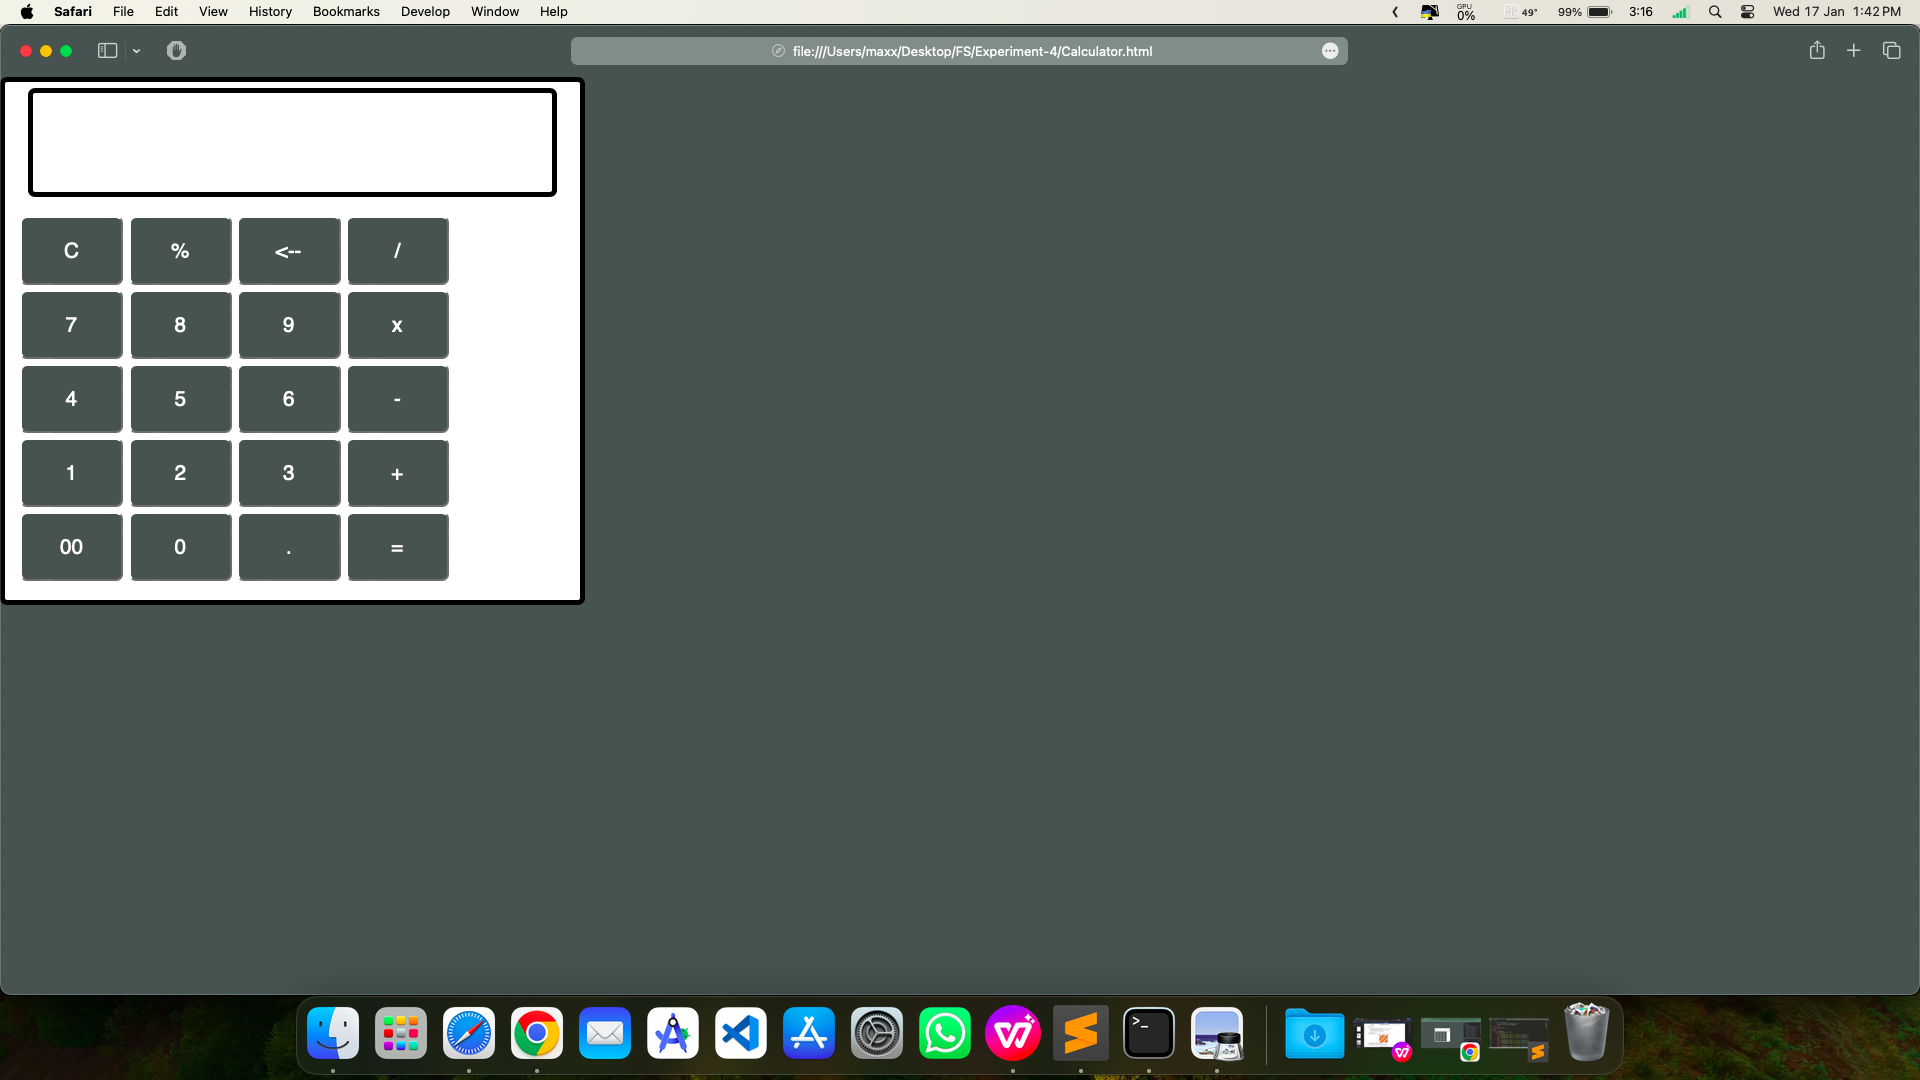 Safari File Edit View History Bookmarks Develop Window Help GPU 0% 49° 99% 3:16 Wed 17 Jan 1:42 PM
file:///Users/maxx/Desktop/FS/Experiment-4/Calculator.html
C % <-- /
7 8 9 x
4 5 6 -
1 2 3 +
00 0 . =
>_